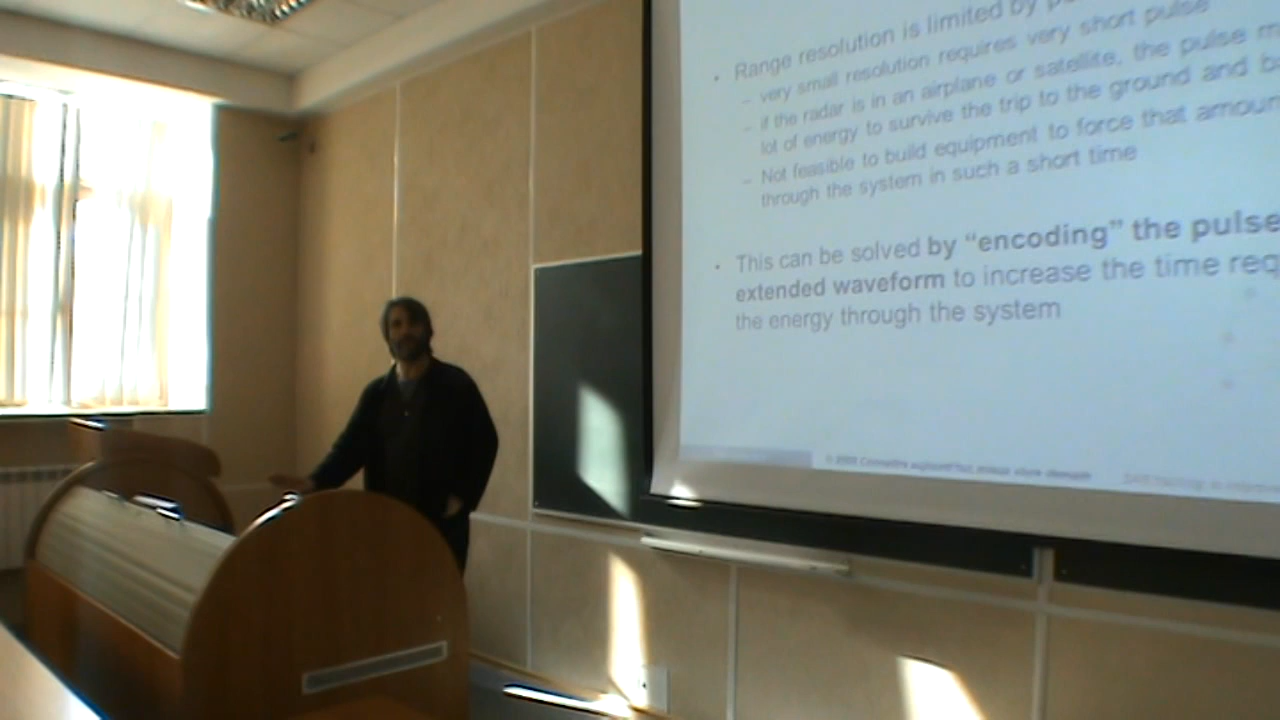 Range resolution is limited by
- very small resolution requires very short pulse
- if the radar is in an airplane or satellite, the pulse
lot of energy to survive the trip to the ground and
- Not feasible to build equipment to force that
through the system in such a short time
This can be solved by “encoding” the pulse
extended waveform to increase the time
the energy through the system